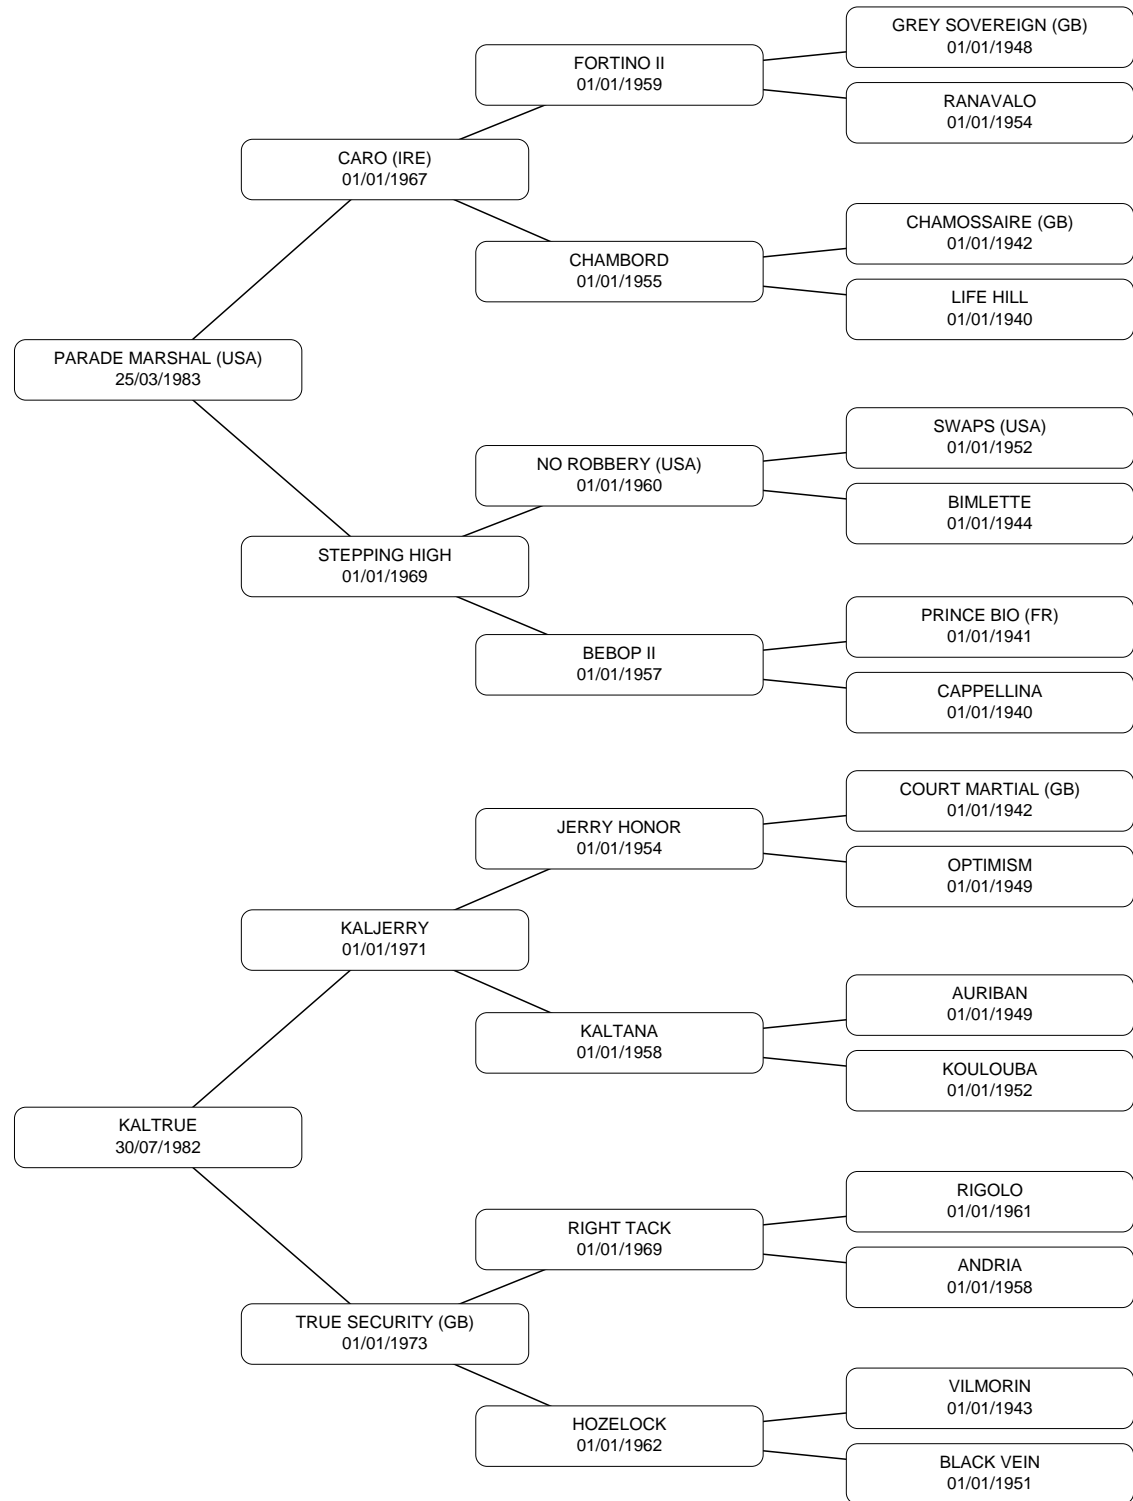 GREY SOVEREIGN (GB)
01/01/1948
FORTINO II
01/01/1959
RANAVALO
01/01/1954
CARO (IRE)
01/01/1967
CHAMOSSAIRE (GB)
01/01/1942
CHAMBORD
01/01/1955
LIFE HILL
01/01/1940
PARADE MARSHAL (USA)
25/03/1983
SWAPS (USA)
01/01/1952
NO ROBBERY (USA)
01/01/1960
BIMLETTE
01/01/1944
STEPPING HIGH
01/01/1969
PRINCE BIO (FR)
01/01/1941
BEBOP II
01/01/1957
CAPPELLINA
01/01/1940
COURT MARTIAL (GB)
01/01/1942
JERRY HONOR
01/01/1954
OPTIMISM
01/01/1949
KALJERRY
01/01/1971
AURIBAN
01/01/1949
KALTANA
01/01/1958
KOULOUBA
01/01/1952
KALTRUE
30/07/1982
RIGOLO
01/01/1961
RIGHT TACK
01/01/1969
ANDRIA
01/01/1958
TRUE SECURITY (GB)
01/01/1973
VILMORIN
01/01/1943
HOZELOCK
01/01/1962
BLACK VEIN
01/01/1951